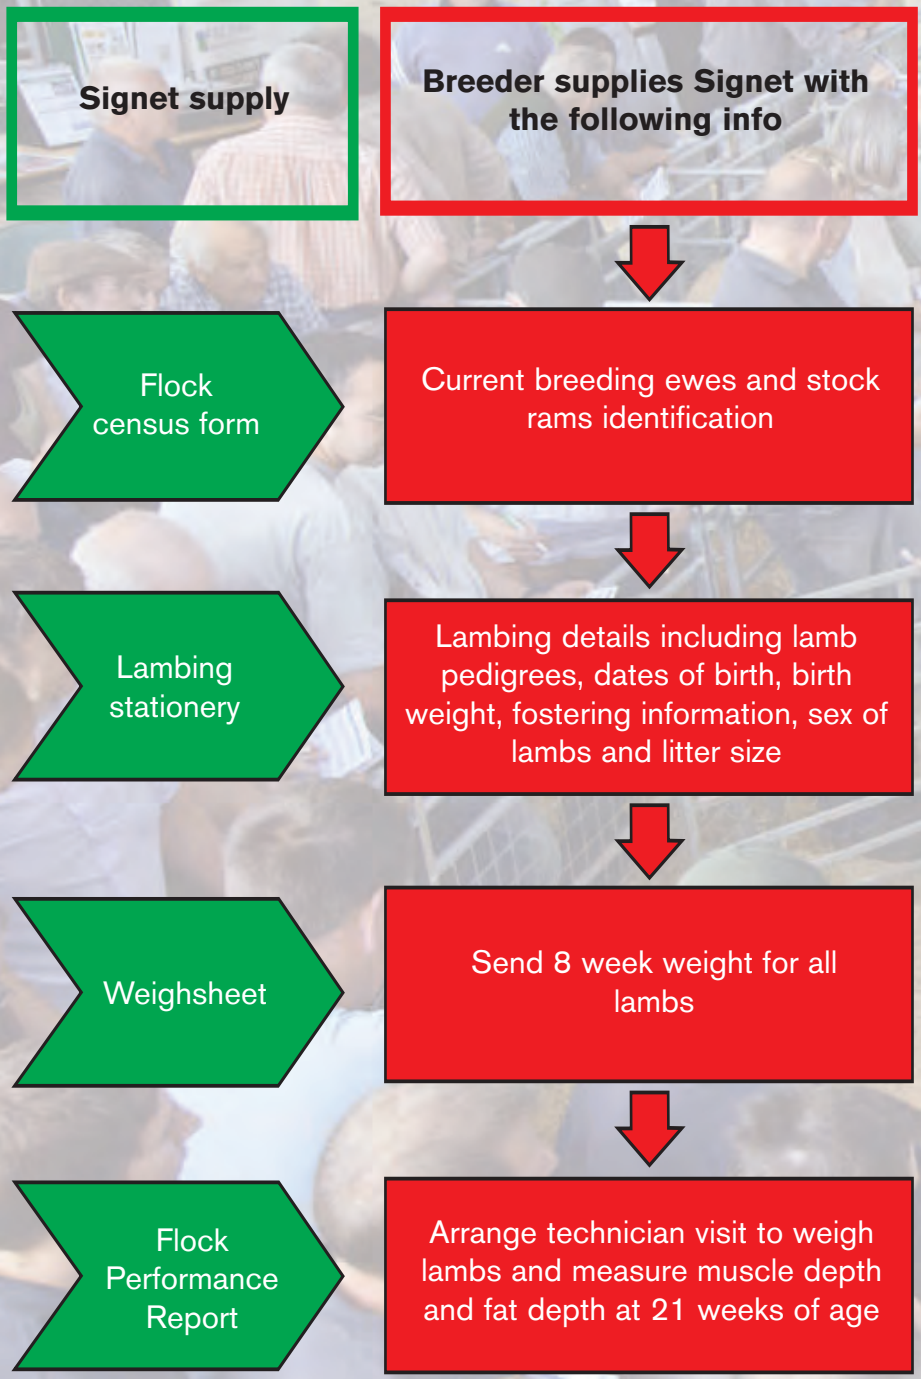 Signet supply
Breeder supplies Signet with
the following info
Flock
census form
Current breeding ewes and stock
rams identification
Lambing
stationery
Lambing details including lamb
pedigrees, dates of birth, birth
weight, fostering information, sex of
lambs and litter size
Weighsheet
Send 8 week weight for all
lambs
Flock
Performance
Report
Arrange technician visit to weigh
lambs and measure muscle depth
and fat depth at 21 weeks of age